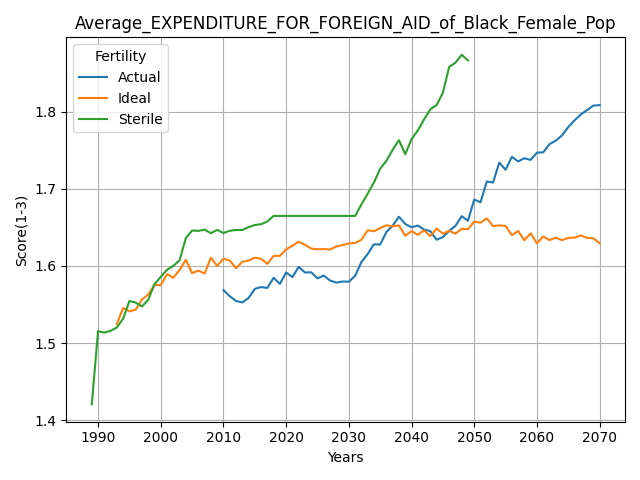 Average_EXPENDITURE_FOR_FOREIGN_AID_of_Black_Female_Pop
Fertility
Actual
Ideal
Sterile
Score(1-3)
1.8
1.7
1.6
1.5
1.4
1990 2000 2010 2020 2030 2040 2050 2060 2070
Years